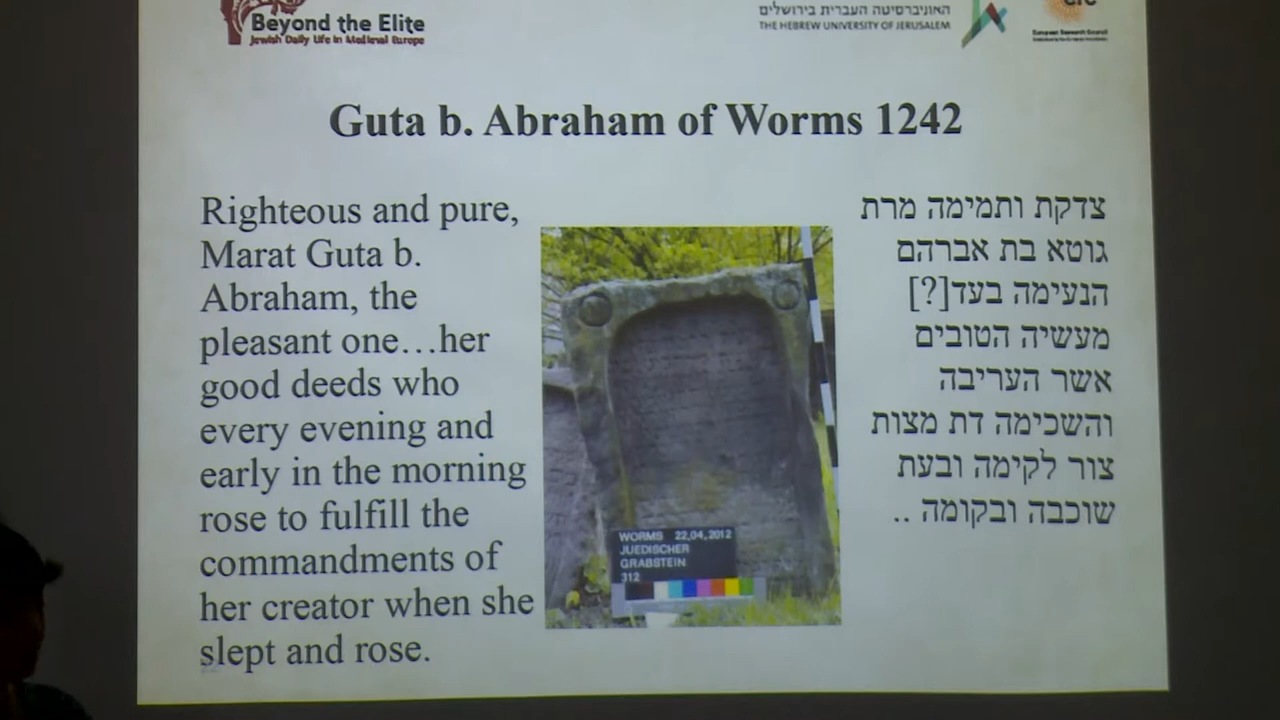 Beyond the Elite
Jewish Daily Life in Medieval Europe
האוניברסיטה העברית בירושלים
THE HEBREW UNIVERSITY OF JERUSALEM
erc
European Research Council
Guta b. Abraham of Worms 1242
Righteous and pure,
Marat Guta b.
Abraham, the
pleasant one…her
good deeds who
every evening and
early in the morning
rose to fulfill the
commandments of
her creator when she
slept and rose.
WORMS 22.04.2012
JUEDISCHER
GRABSTEIN
312
צדקת ותמימה מרת
גוטא בת אברהם
הנעימה בעד[?]
מעשיה הטובים
אשר העריבה
והשכימה דת מצות
צור לקימה ובעת
שוכבה ובקומה ..